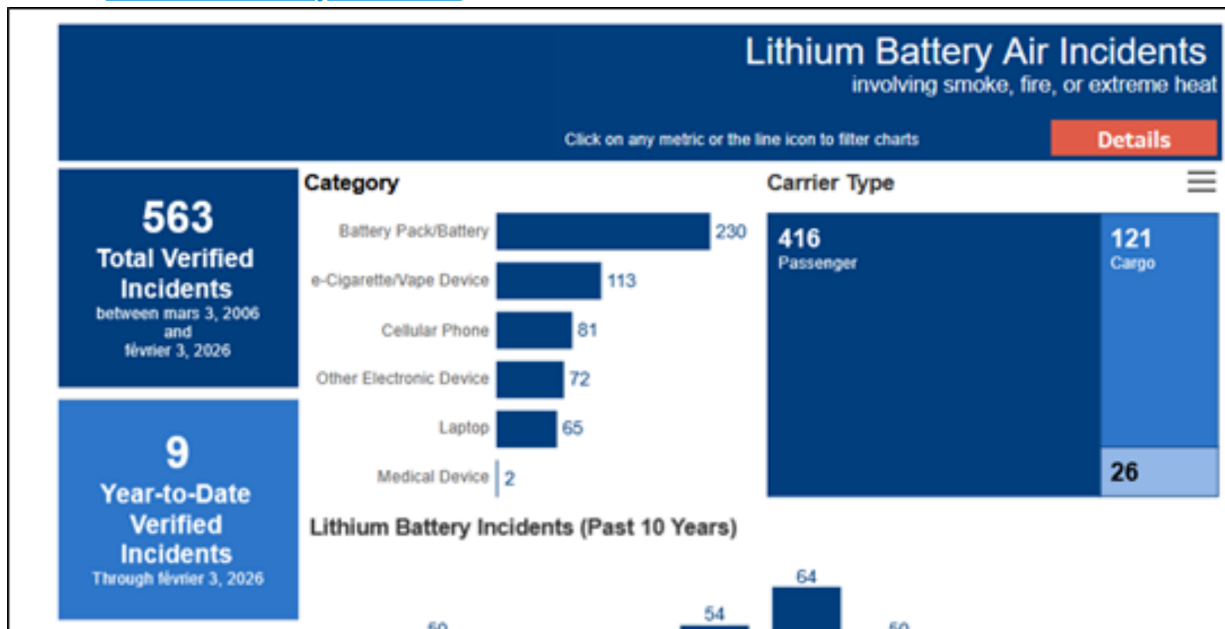 Lithium Battery Air Incidents
involving smoke, fire, or extreme heat
Click on any metric or the line icon to filter charts
Details
563
Total Verified
Incidents
between mars 3, 2006
and
février 3, 2026
9
Year-to-Date
Verified
Incidents
Through février 3, 2026
Category
Battery Pack/Battery 230
e-Cigarette/Vape Device 113
Cellular Phone 81
Other Electronic Device 72
Laptop 65
Medical Device 2
Carrier Type
416
Passenger
121
Cargo
26
Lithium Battery Incidents (Past 10 Years)
64
54